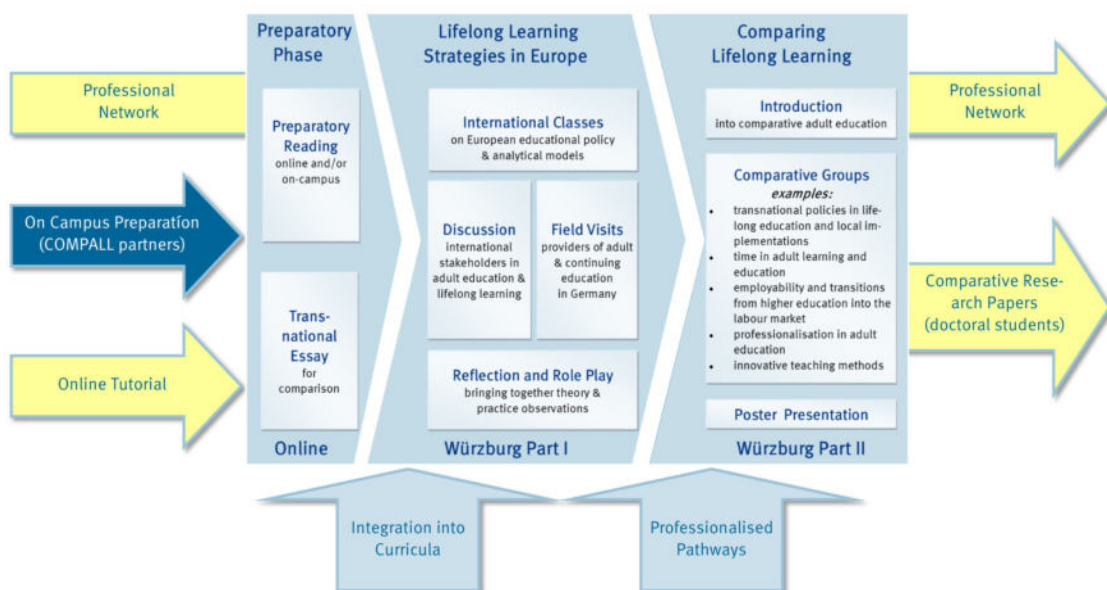 Professional
Network
On Campus Preparation
(COMPALL partners)
Online Tutorial
Preparatory
Phase
Preparatory
Reading
online and/or
on-campus
Trans-
national
Essay
for
comparison
Online
Lifelong Learning
Strategies in Europe
International Classes
on European educational policy
& analytical models
Discussion
international
stakeholders in
adult education &
lifelong learning
Field Visits
providers of adult
& continuing
education
in Germany
Reflection and Role Play
bringing together theory &
practice observations
Würzburg Part I
Comparing
Lifelong Learning
Introduction
into comparative adult education
Comparative Groups
examples:
• transnational policies in life-
long education and local im-
plementations
• time in adult learning and
education
• employability and transitions
from higher education into the
labour market
• professionalisation in adult
education
• innovative teaching methods
Poster Presentation
Würzburg Part II
Professional
Network
Comparative Rese-
arch Papers
(doctoral students)
Integration into
Curricula
Professionalised
Pathways